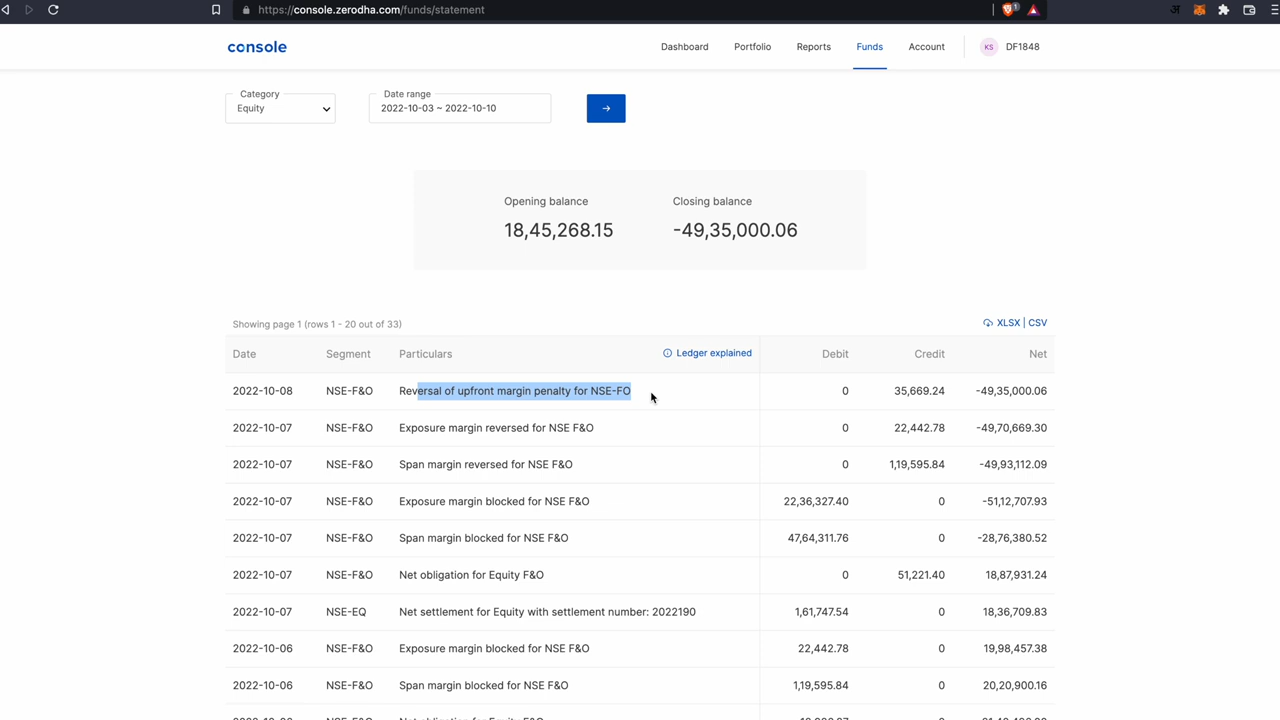 https://console.zerodha.com/funds/statement
1
अ
console
Dashboard Portfolio Reports Funds Account KS DF1848
Category
Equity
Date range
2022-10-03 ~ 2022-10-10
Opening balance Closing balance
18,45,268.15 -49,35,000.06
Showing page 1 (rows 1 - 20 out of 33) XLSX | CSV
Date Segment Particulars Ledger explained Debit Credit Net
2022-10-08 NSE-F&O Reversal of upfront margin penalty for NSE-FO 0 35,669.24 -49,35,000.06
2022-10-07 NSE-F&O Exposure margin reversed for NSE F&O 0 22,442.78 -49,70,669.30
2022-10-07 NSE-F&O Span margin reversed for NSE F&O 0 1,19,595.84 -49,93,112.09
2022-10-07 NSE-F&O Exposure margin blocked for NSE F&O 22,36,327.40 0 -51,12,707.93
2022-10-07 NSE-F&O Span margin blocked for NSE F&O 47,64,311.76 0 -28,76,380.52
2022-10-07 NSE-F&O Net obligation for Equity F&O 0 51,221.40 18,87,931.24
2022-10-07 NSE-EQ Net settlement for Equity with settlement number: 2022190 1,61,747.54 0 18,36,709.83
2022-10-06 NSE-F&O Exposure margin blocked for NSE F&O 22,442.78 0 19,98,457.38
2022-10-06 NSE-F&O Span margin blocked for NSE F&O 1,19,595.84 0 20,20,900.16